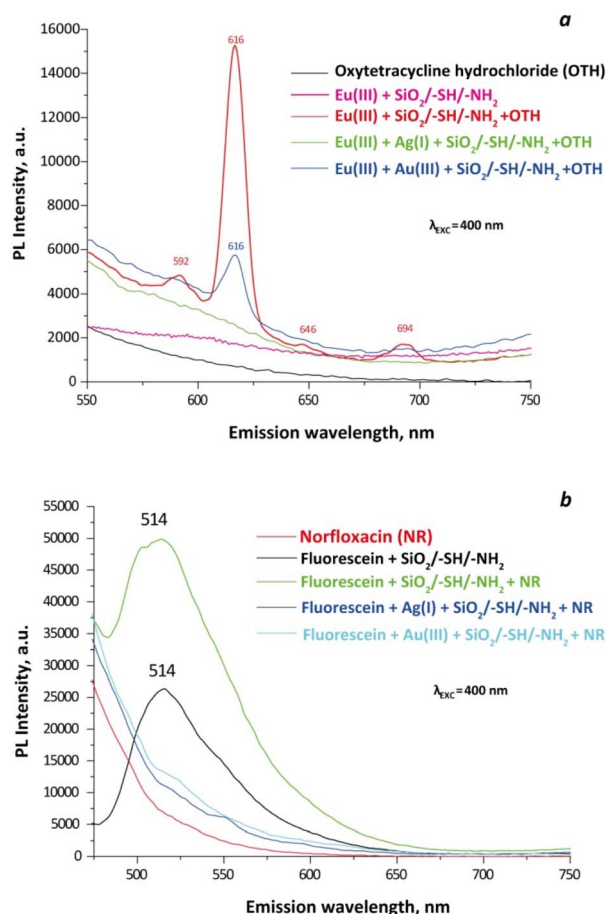 a
16000
14000
12000
10000
8000
6000
4000
2000
0
PL Intensity, a.u.
616
592
616
646
694
Oxytetracycline hydrochloride (OTH)
Eu(III) + SiO₂/-SH/-NH₂
Eu(III) + SiO₂/-SH/-NH₂ +OTH
Eu(III) + Ag(I) + SiO₂/-SH/-NH₂ +OTH
Eu(III) + Au(III) + SiO₂/-SH/-NH₂ +OTH
λEXC = 400 nm
550 600 650 700 750
Emission wavelength, nm
b
55000
50000
45000
40000
35000
30000
25000
20000
15000
10000
5000
0
PL Intensity, a.u.
514
514
Norfloxacin (NR)
Fluorescein + SiO₂/-SH/-NH₂
Fluorescein + SiO₂/-SH/-NH₂ + NR
Fluorescein + Ag(I) + SiO₂/-SH/-NH₂ + NR
Fluorescein + Au(III) + SiO₂/-SH/-NH₂ + NR
λEXC = 400 nm
500 550 600 650 700 750
Emission wavelength, nm